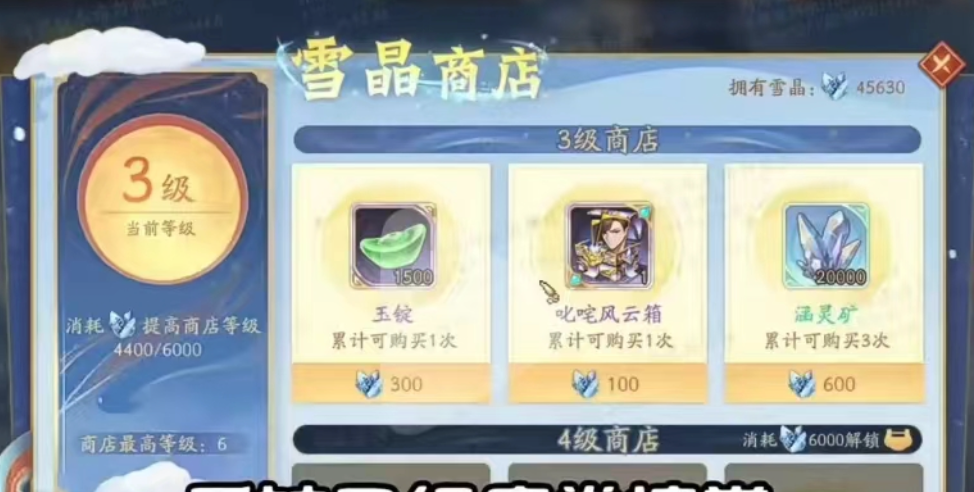 雪晶商店
拥有雪晶: 45630
3级
当前等级
消耗 提高商店等级
4400/6000
商店最高等级: 6
3级商店
1500
玉锭
累计可购买1次
300
1
叱咤风云箱
累计可购买1次
100
20000
涵灵矿
累计可购买3次
600
4级商店
消耗 6000解锁